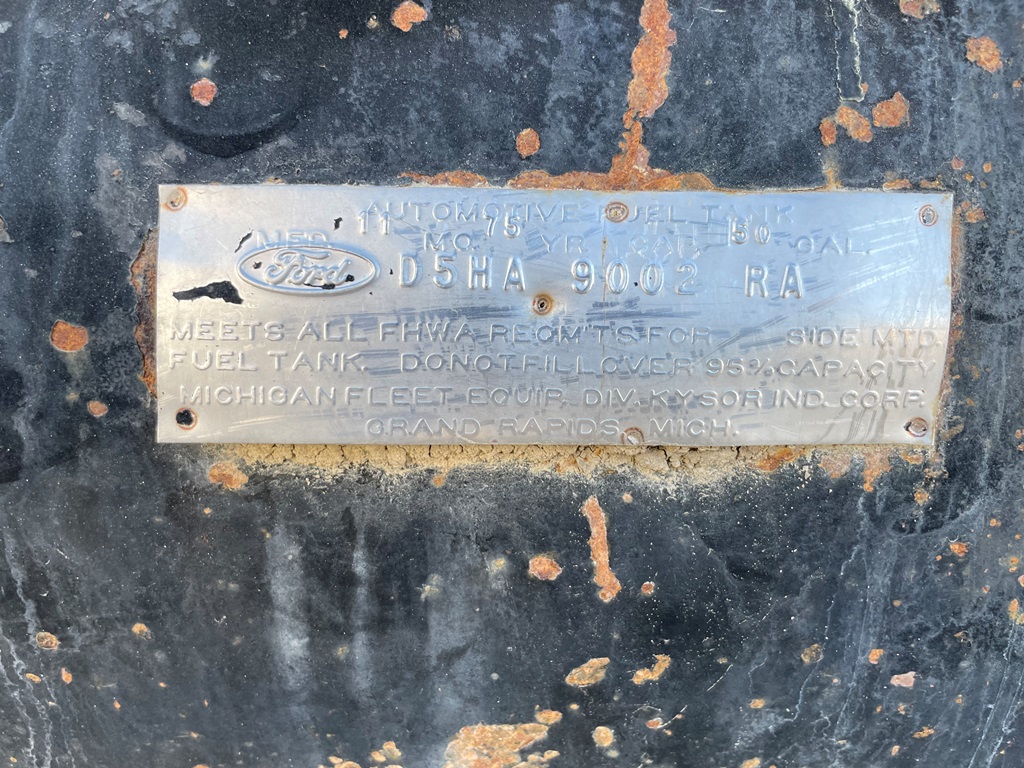 AUTOMOTIVE FUEL TANK
MFD. 11 MO. 75 YR. CAP. 50 GAL.
Ford D5HA 9002 RA
MEETS ALL FHWA REQM'TS FOR SIDE MTD.
FUEL TANK. DO NOT FILL OVER 95% CAPACITY
MICHIGAN FLEET EQUIP. DIV. KYSOR IND. CORP.
GRAND RAPIDS, MICH.